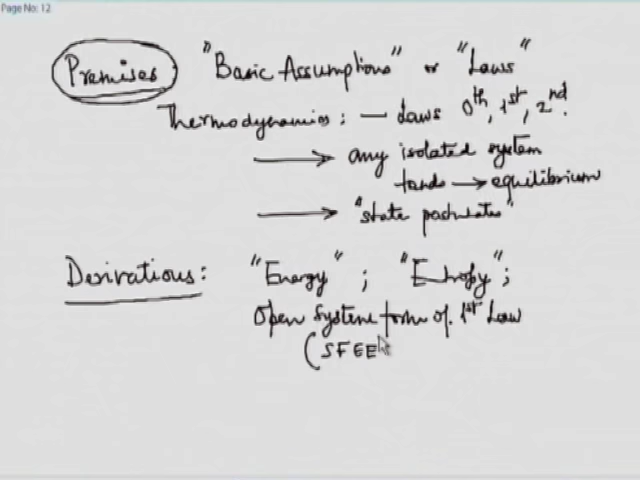 Page No: 12
Premises "Basic Assumptions" or "Laws"
Thermodynamics: — Laws 0th, 1st, 2nd.
⟶ any isolated system
tends ⟶ equilibrium
⟶ "state postulates"
Derivations: "Energy" ; "Entropy";
Open System form of 1st Law
(SFEE